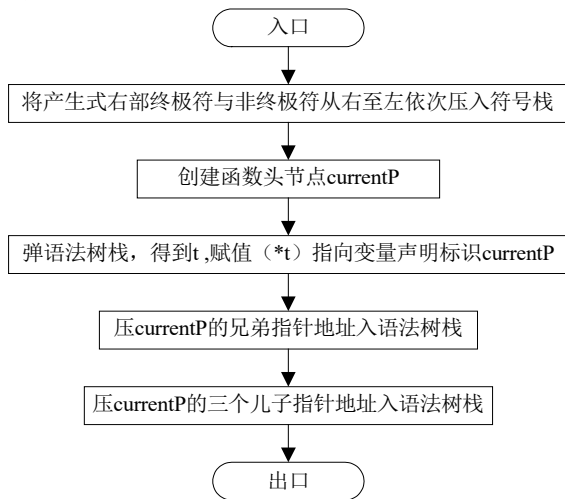 入口
将产生式右部终极符与非终极符从右至左依次压入符号栈
创建函数头节点currentP
弹语法树栈，得到t ,赋值（*t）指向变量声明标识currentP
压currentP的兄弟指针地址入语法树栈
压currentP的三个儿子指针地址入语法树栈
出口